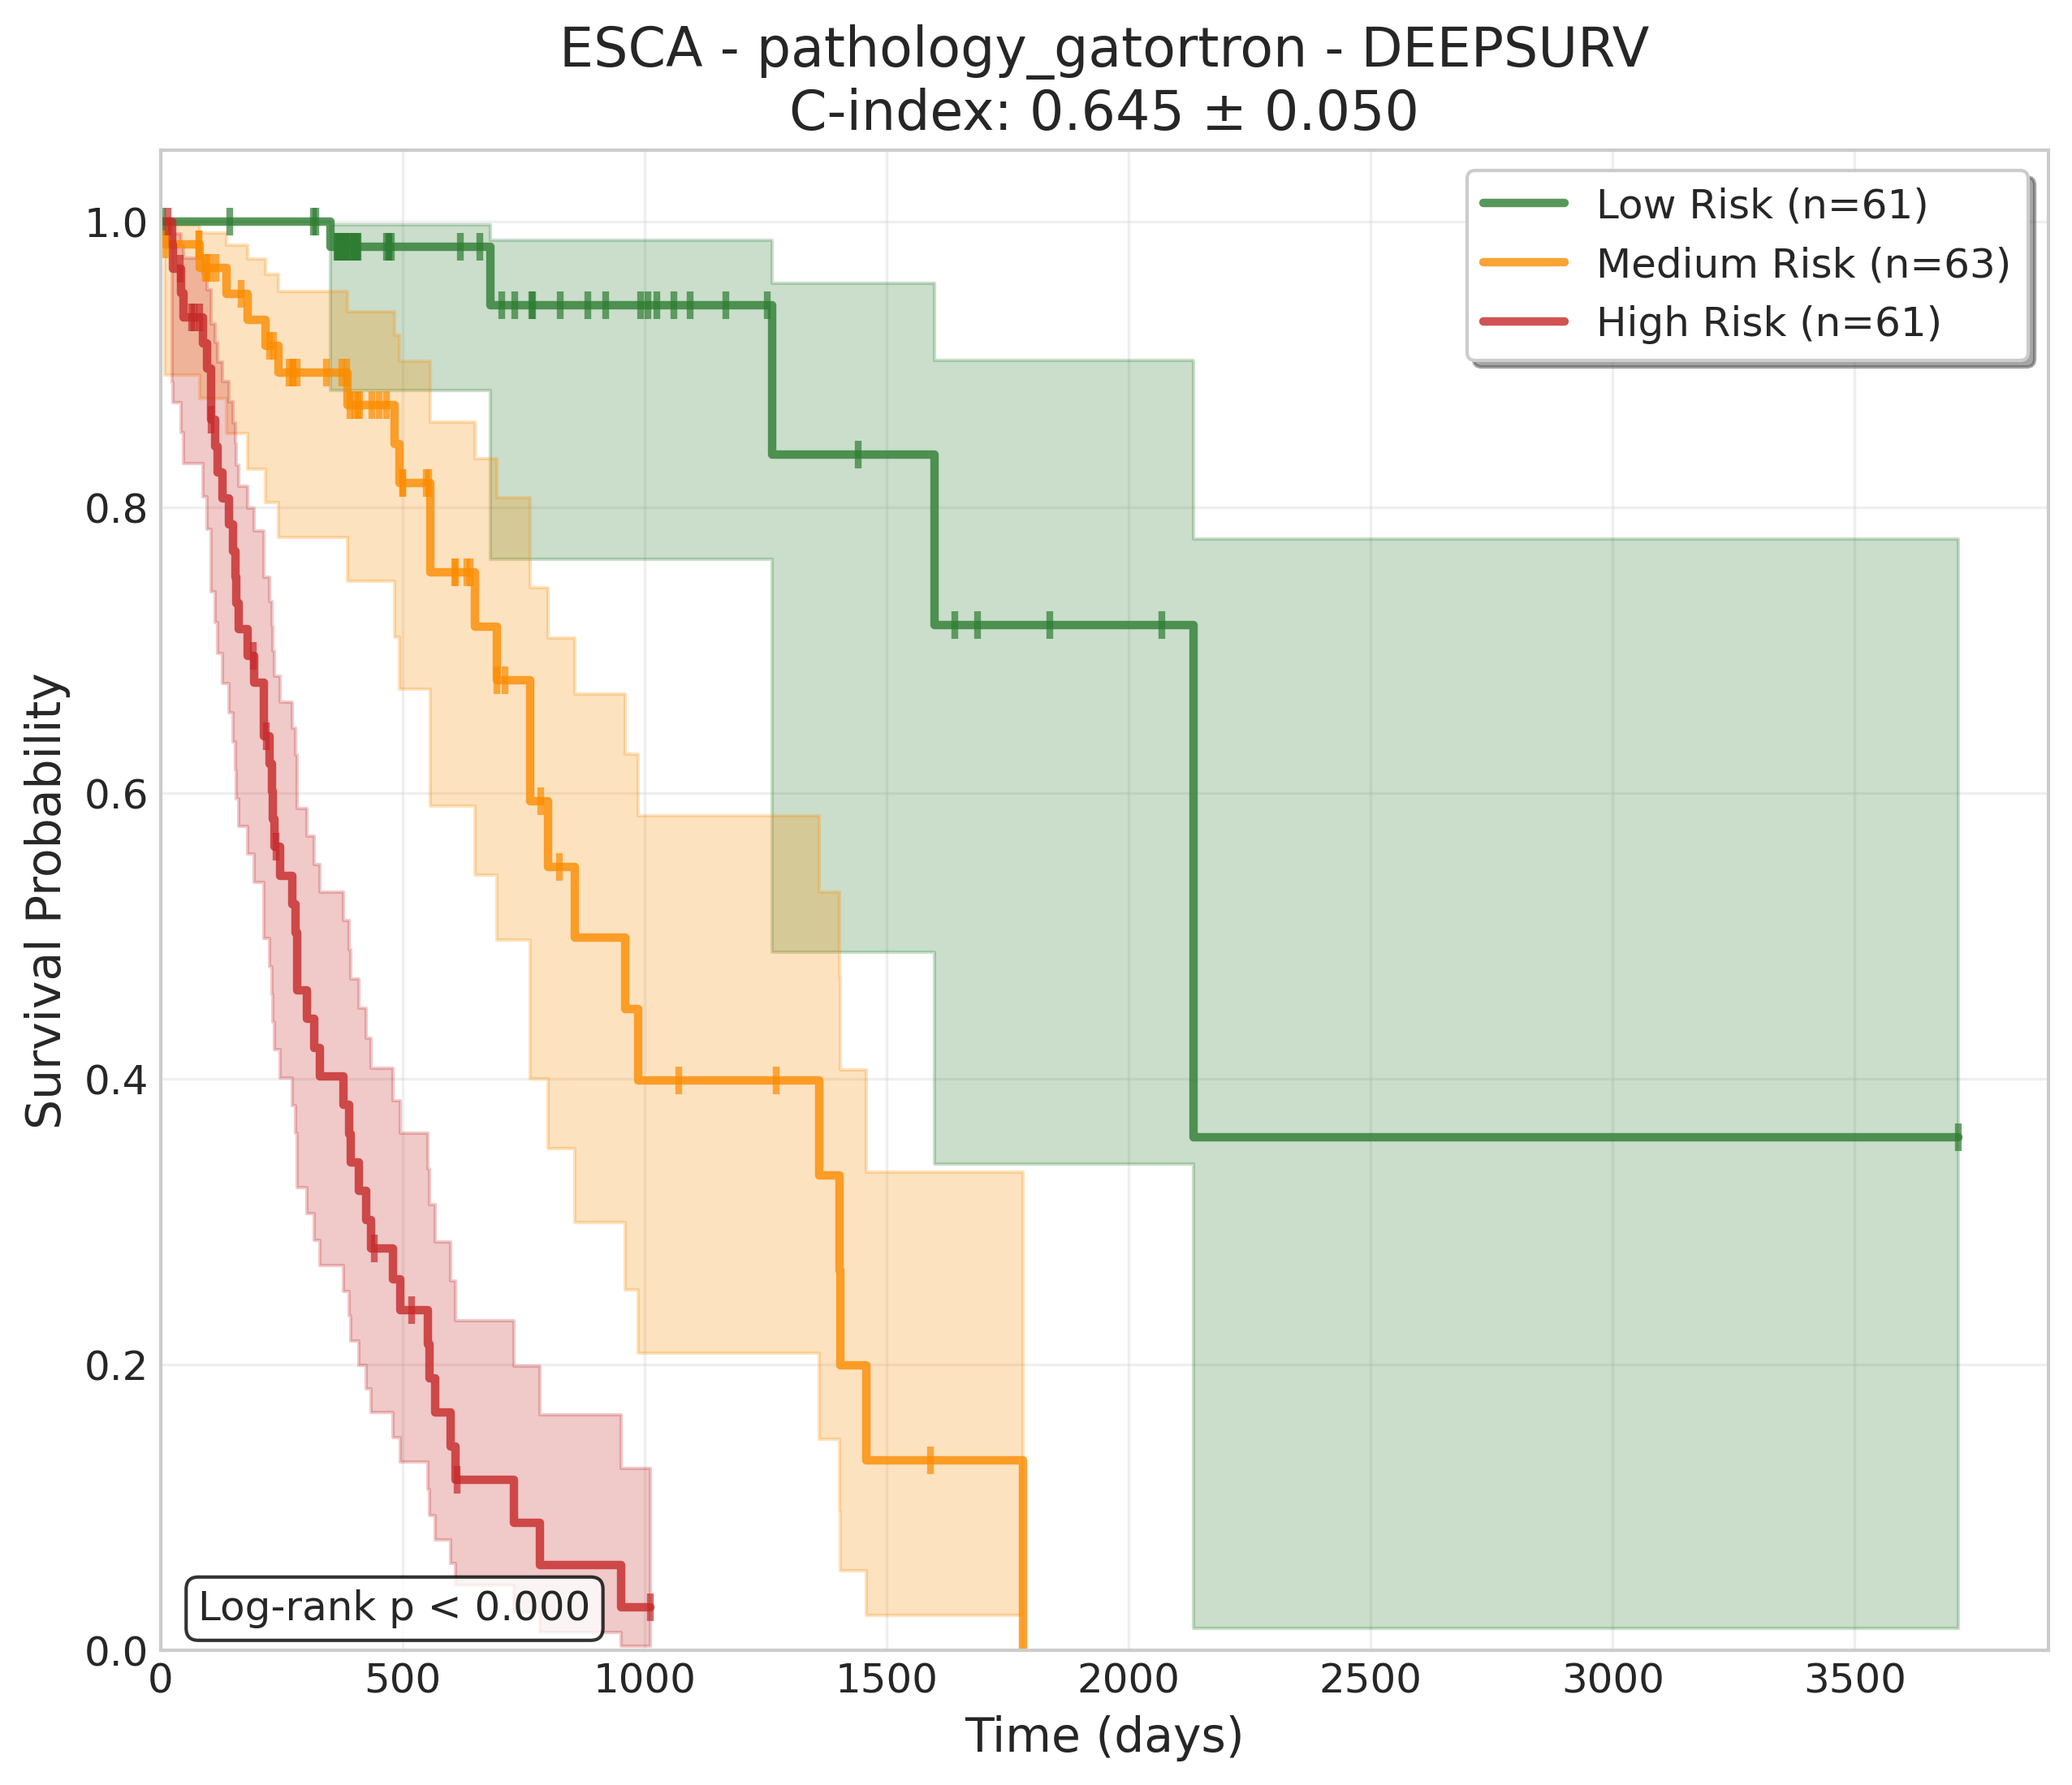 ESCA - pathology_gatortron - DEEPSURV
C-index: 0.645 ± 0.050
Low Risk (n=61)
Medium Risk (n=63)
High Risk (n=61)
Survival Probability
1.0
0.8
0.6
0.4
0.2
0.0
Log-rank p < 0.000
0 500 1000 1500 2000 2500 3000 3500
Time (days)